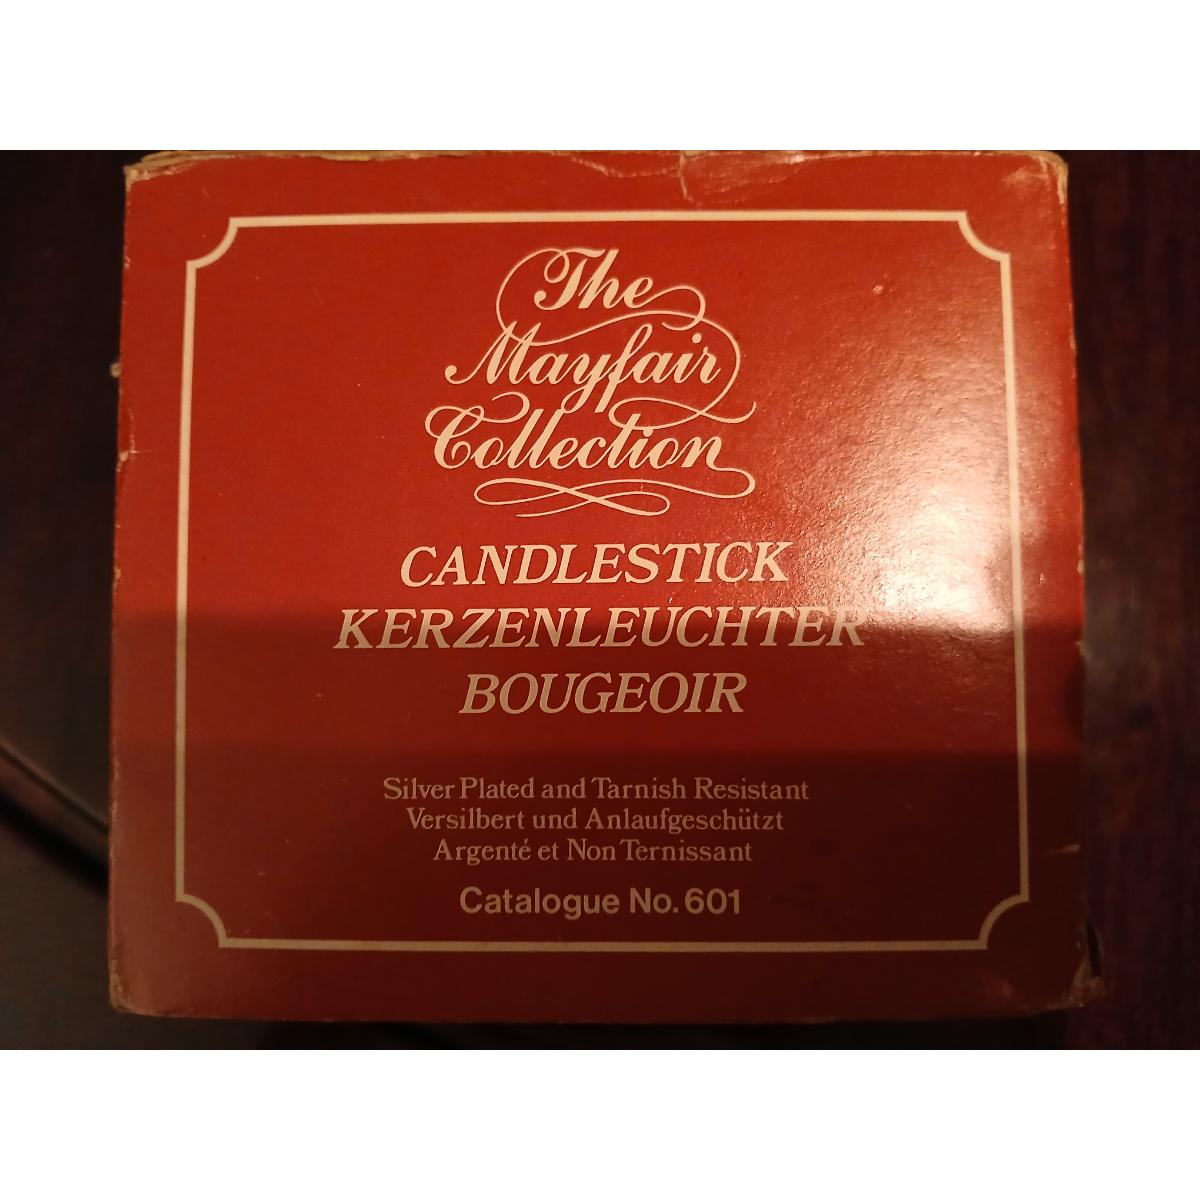 The
Mayfair
Collection
CANDLESTICK
KERZENLEUCHTER
BOUGEOIR
Silver Plated and Tarnish Resistant
Versilbert und Anlaufgeschützt
Argenté et Non Ternissant
Catalogue No. 601